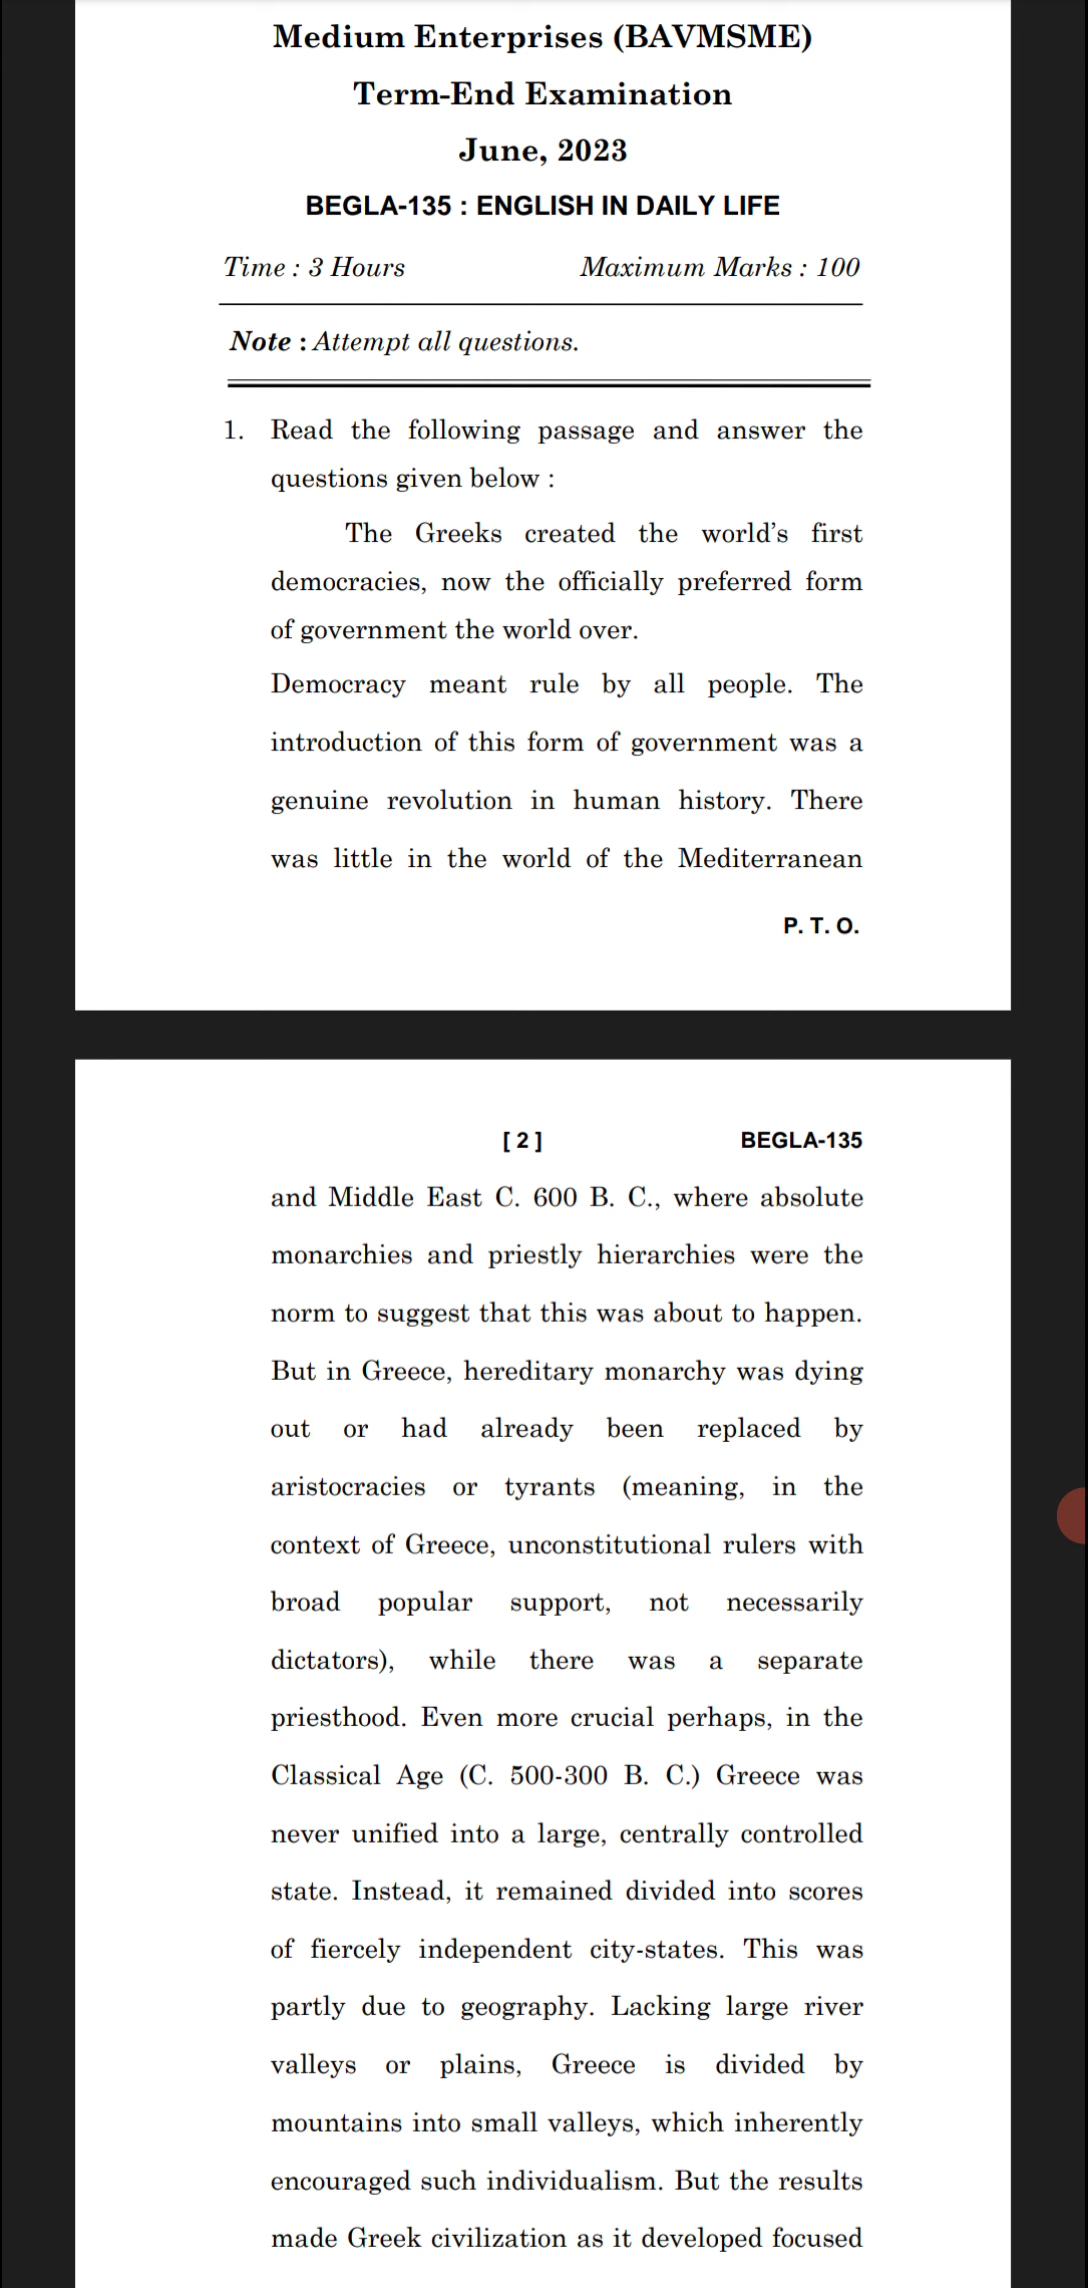 Medium Enterprises (BAVMSME)
Term-End Examination
June, 2023
BEGLA-135 : ENGLISH IN DAILY LIFE
Time : 3 Hours Maximum Marks : 100
Note : Attempt all questions.
1. Read the following passage and answer the
questions given below :
The Greeks created the world's first
democracies, now the officially preferred form
of government the world over.
Democracy meant rule by all people. The
introduction of this form of government was a
genuine revolution in human history. There
was little in the world of the Mediterranean
P. T. O.
[ 2 ] BEGLA-135
and Middle East C. 600 B. C., where absolute
monarchies and priestly hierarchies were the
norm to suggest that this was about to happen.
But in Greece, hereditary monarchy was dying
out or had already been replaced by
aristocracies or tyrants (meaning, in the
context of Greece, unconstitutional rulers with
broad popular support, not necessarily
dictators), while there was a separate
priesthood. Even more crucial perhaps, in the
Classical Age (C. 500-300 B. C.) Greece was
never unified into a large, centrally controlled
state. Instead, it remained divided into scores
of fiercely independent city-states. This was
partly due to geography. Lacking large river
valleys or plains, Greece is divided by
mountains into small valleys, which inherently
encouraged such individualism. But the results
made Greek civilization as it developed focused